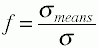 f = σ_means / σ